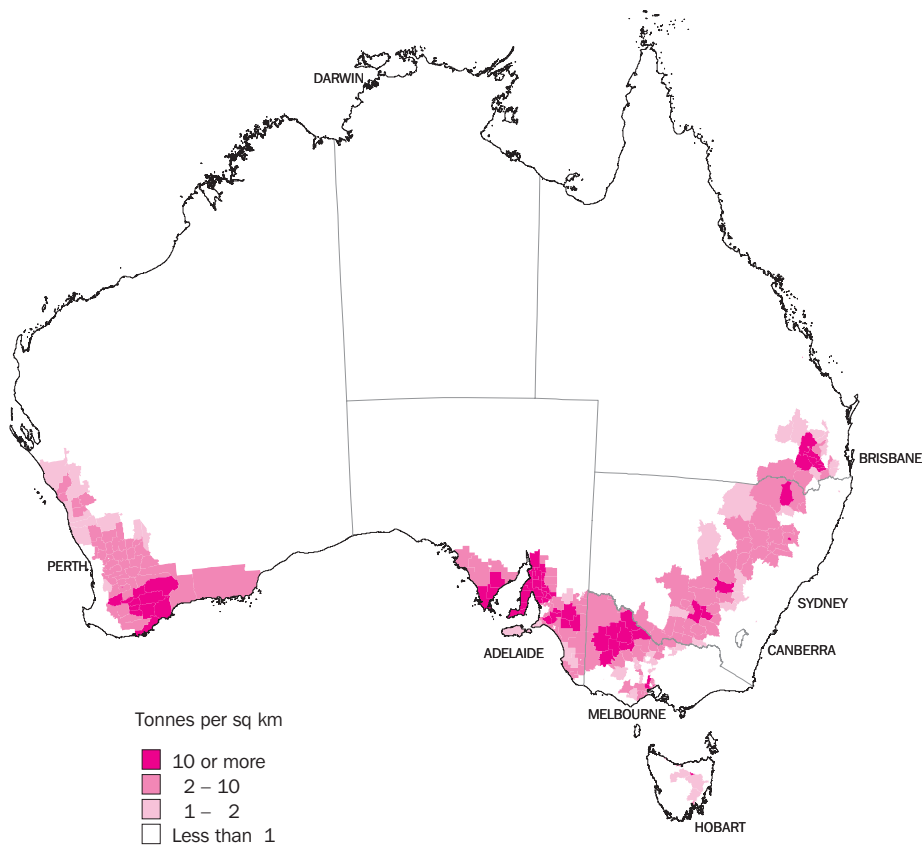 DARWIN
BRISBANE
PERTH
SYDNEY
ADELAIDE
CANBERRA
MELBOURNE
Tonnes per sq km
10 or more
2 – 10
1 – 2
Less than 1
HOBART